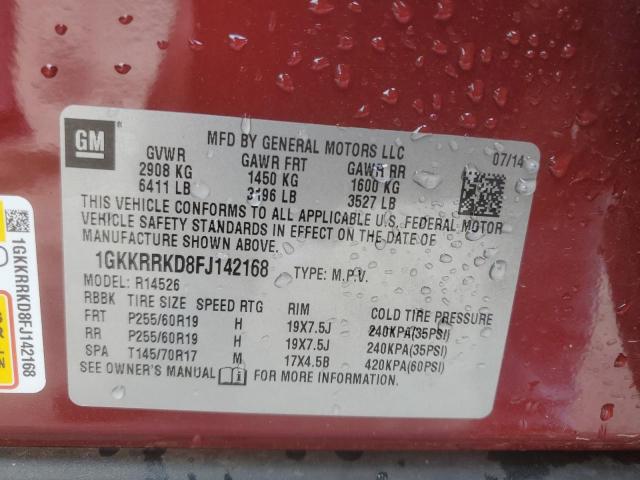 GM
MFD BY GENERAL MOTORS LLC 07/14
GVWR GAWR FRT GAWR RR
2908 KG 1450 KG 1600 KG
6411 LB 3196 LB 3527 LB
THIS VEHICLE CONFORMS TO ALL APPLICABLE U.S. FEDERAL MOTOR
VEHICLE SAFETY STANDARDS IN EFFECT ON THE DATE OF
MANUFACTURE SHOWN ABOVE.
1GKKRRKD8FJ142168 TYPE: M.P.V.
MODEL: R14526
RBBK TIRE SIZE SPEED RTG RIM COLD TIRE PRESSURE
FRT P255/60R19 H 19X7.5J 240KPA(35PSI)
RR P255/60R19 H 19X7.5J 240KPA(35PSI)
SPA T145/70R17 M 17X4.5B 420KPA(60PSI)
SEE OWNER'S MANUAL FOR MORE INFORMATION.
1GKKRRKD8FJ142168